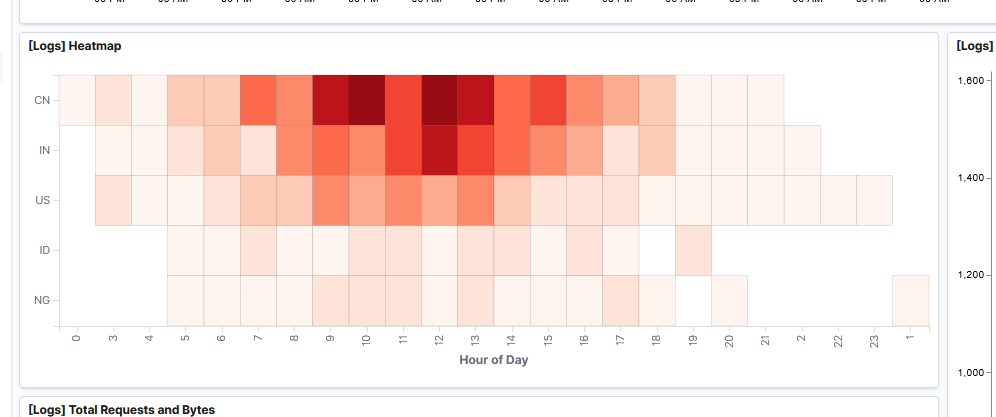 [Logs] Heatmap
CN
IN
US
ID
NG
0 3 4 5 6 7 8 9 10 11 12 13 14 15 16 17 18 19 20 21 2 22 23 1
Hour of Day
[Logs] Total Requests and Bytes
[Logs]
1,600
1,400
1,200
1,000